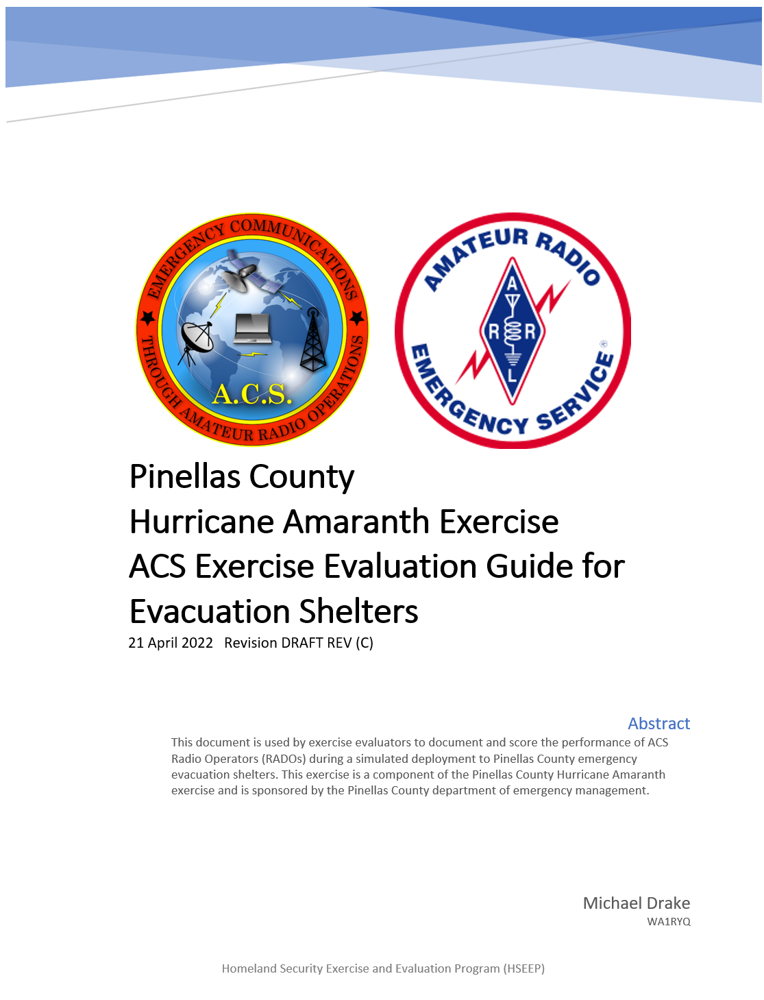 EMERGENCY COMMUNICATIONS
THROUGH AMATEUR RADIO OPERATIONS
A.C.S.
AMATEUR RADIO
A
R R
L
EMERGENCY SERVICE®
Pinellas County
Hurricane Amaranth Exercise
ACS Exercise Evaluation Guide for
Evacuation Shelters
21 April 2022 Revision DRAFT REV (C)
Abstract
This document is used by exercise evaluators to document and score the performance of ACS
Radio Operators (RADOs) during a simulated deployment to Pinellas County emergency
evacuation shelters. This exercise is a component of the Pinellas County Hurricane Amaranth
exercise and is sponsored by the Pinellas County department of emergency management.
Michael Drake
WA1RYQ
Homeland Security Exercise and Evaluation Program (HSEEP)